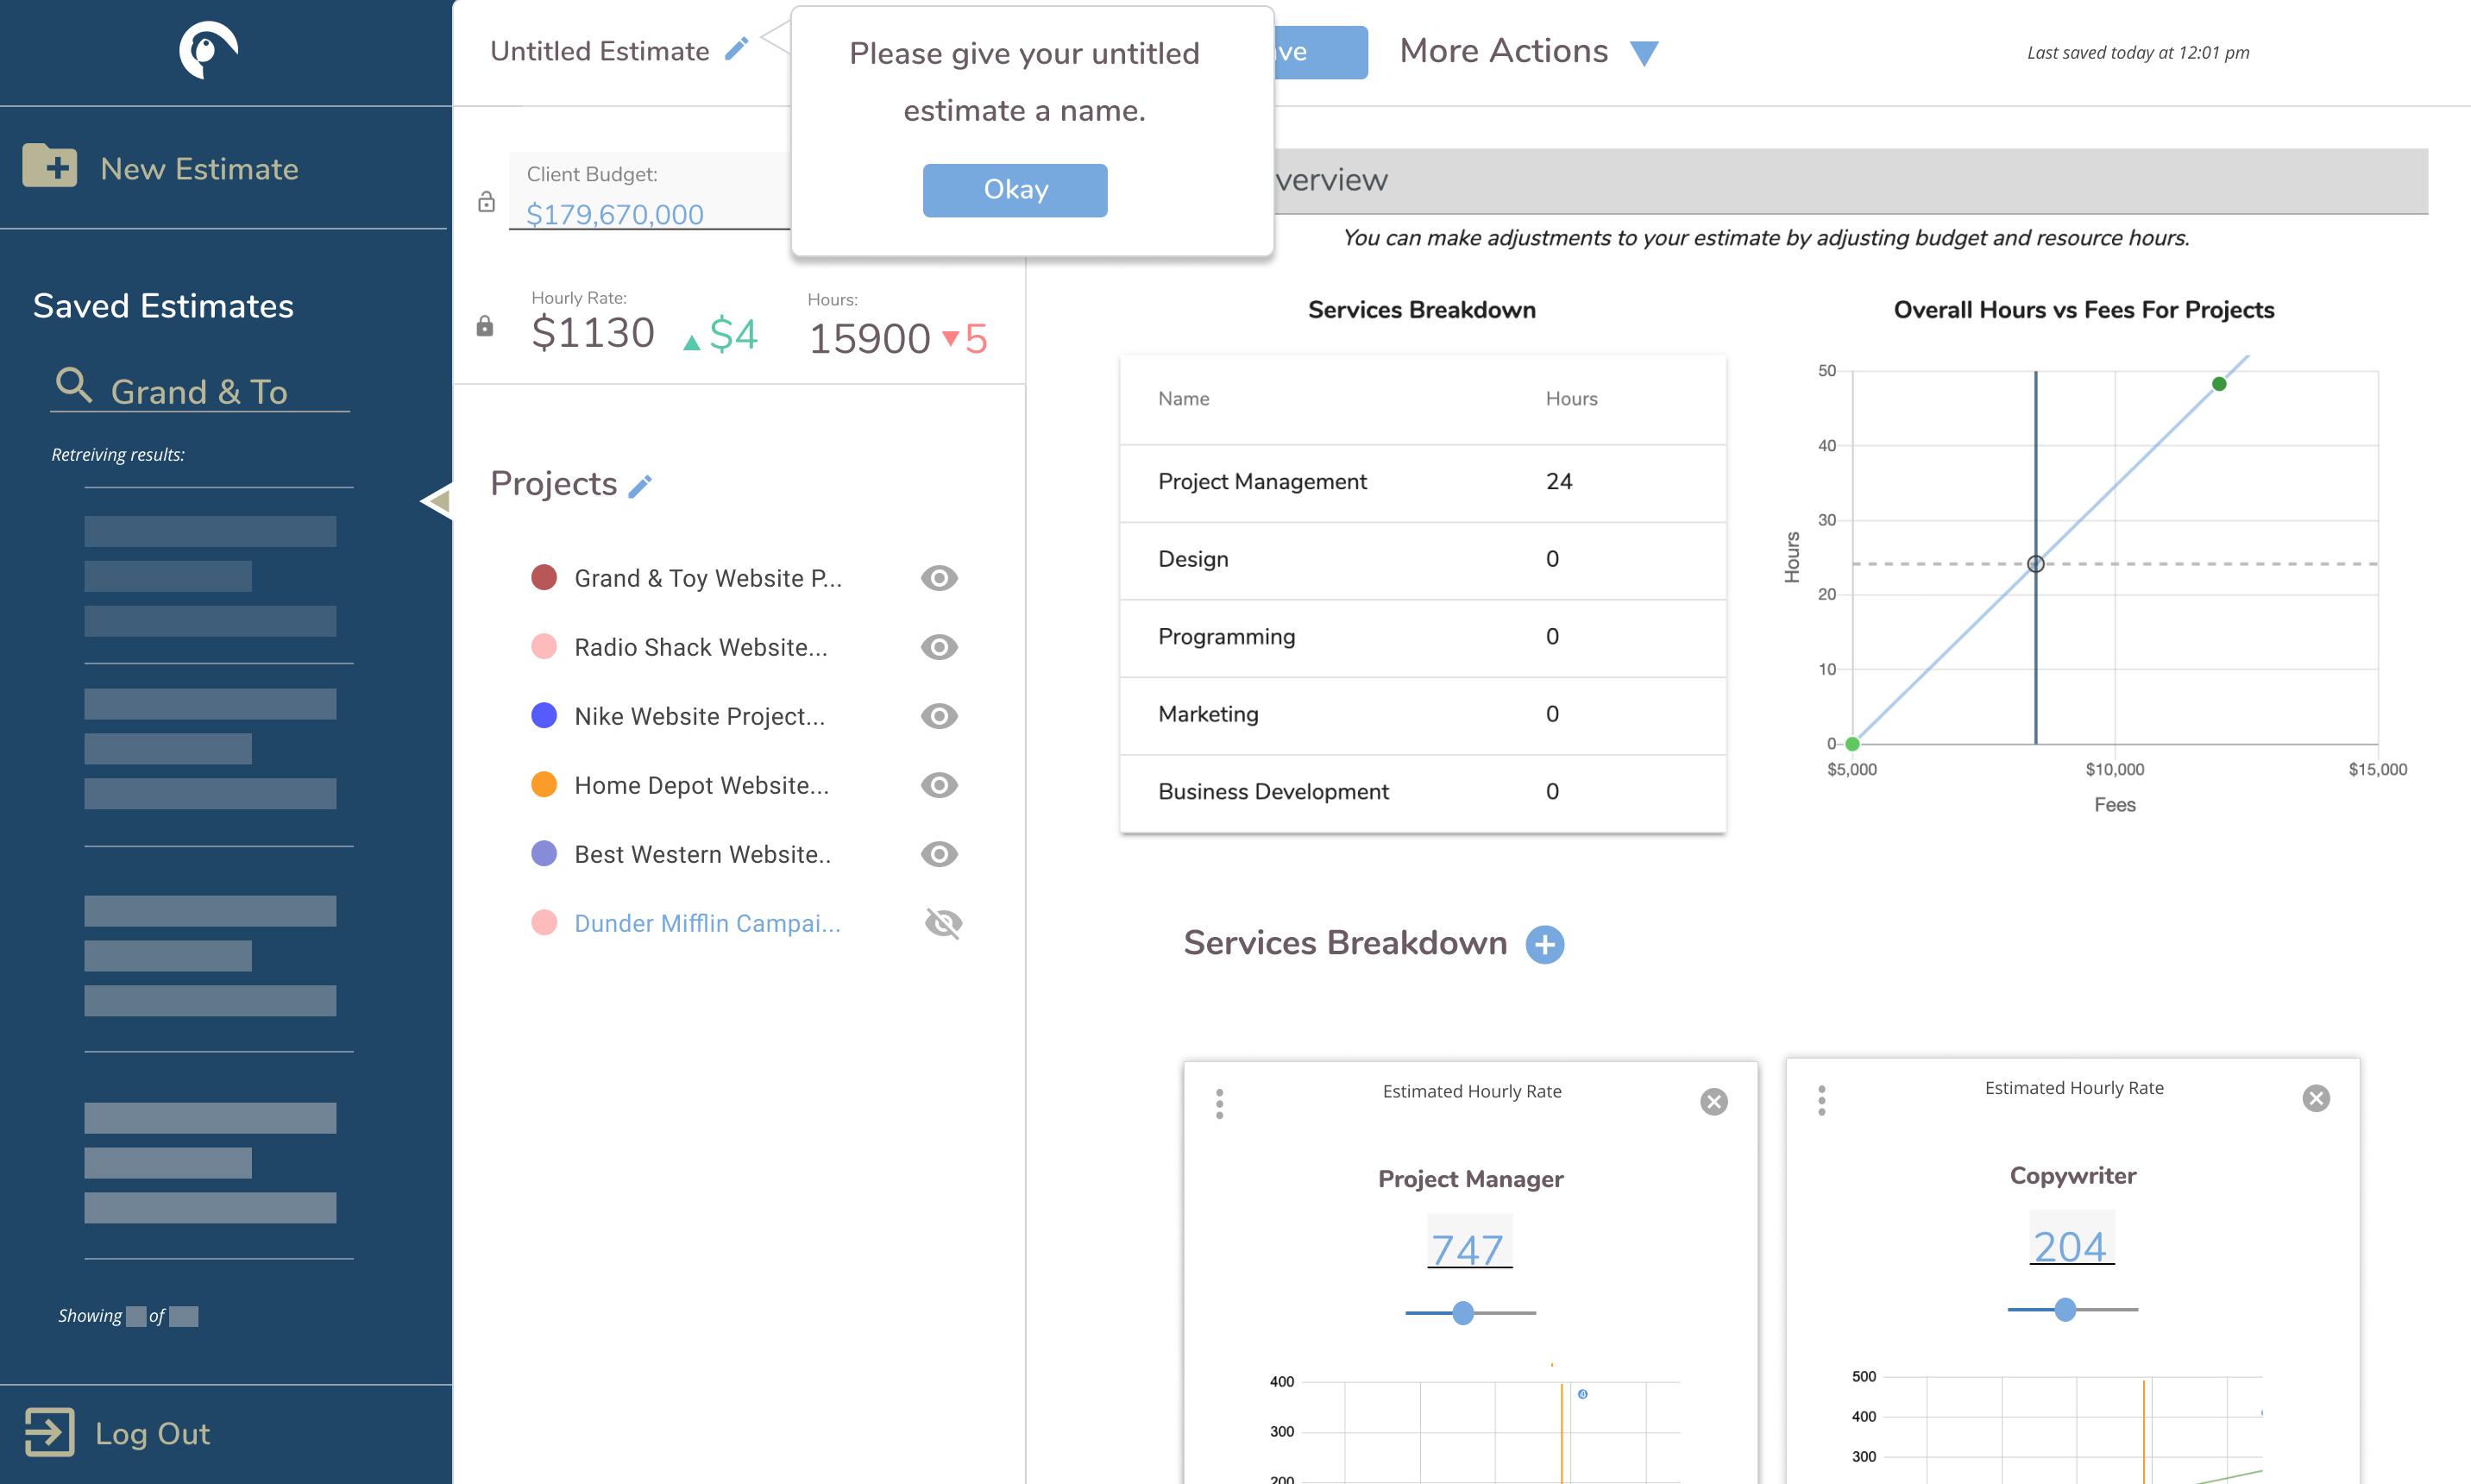 Untitled Estimate
Please give your untitled
estimate a name.
Okay
ve
More Actions
Last saved today at 12:01 pm
New Estimate
Saved Estimates
Grand & To
Retreiving results:
Showing of
Log Out
Client Budget:
$179,670,000
Hourly Rate:
$1130 $4
Hours:
15900 5
Projects
Grand & Toy Website P...
Radio Shack Website...
Nike Website Project...
Home Depot Website...
Best Western Website..
Dunder Mifflin Campai...
verview
You can make adjustments to your estimate by adjusting budget and resource hours.
Services Breakdown
Name Hours
Project Management 24
Design 0
Programming 0
Marketing 0
Business Development 0
Overall Hours vs Fees For Projects
50
40
30
20
10
0
Hours
$5,000 $10,000 $15,000
Fees
Services Breakdown
Estimated Hourly Rate
Project Manager
747
400
300
200
Estimated Hourly Rate
Copywriter
204
500
400
300